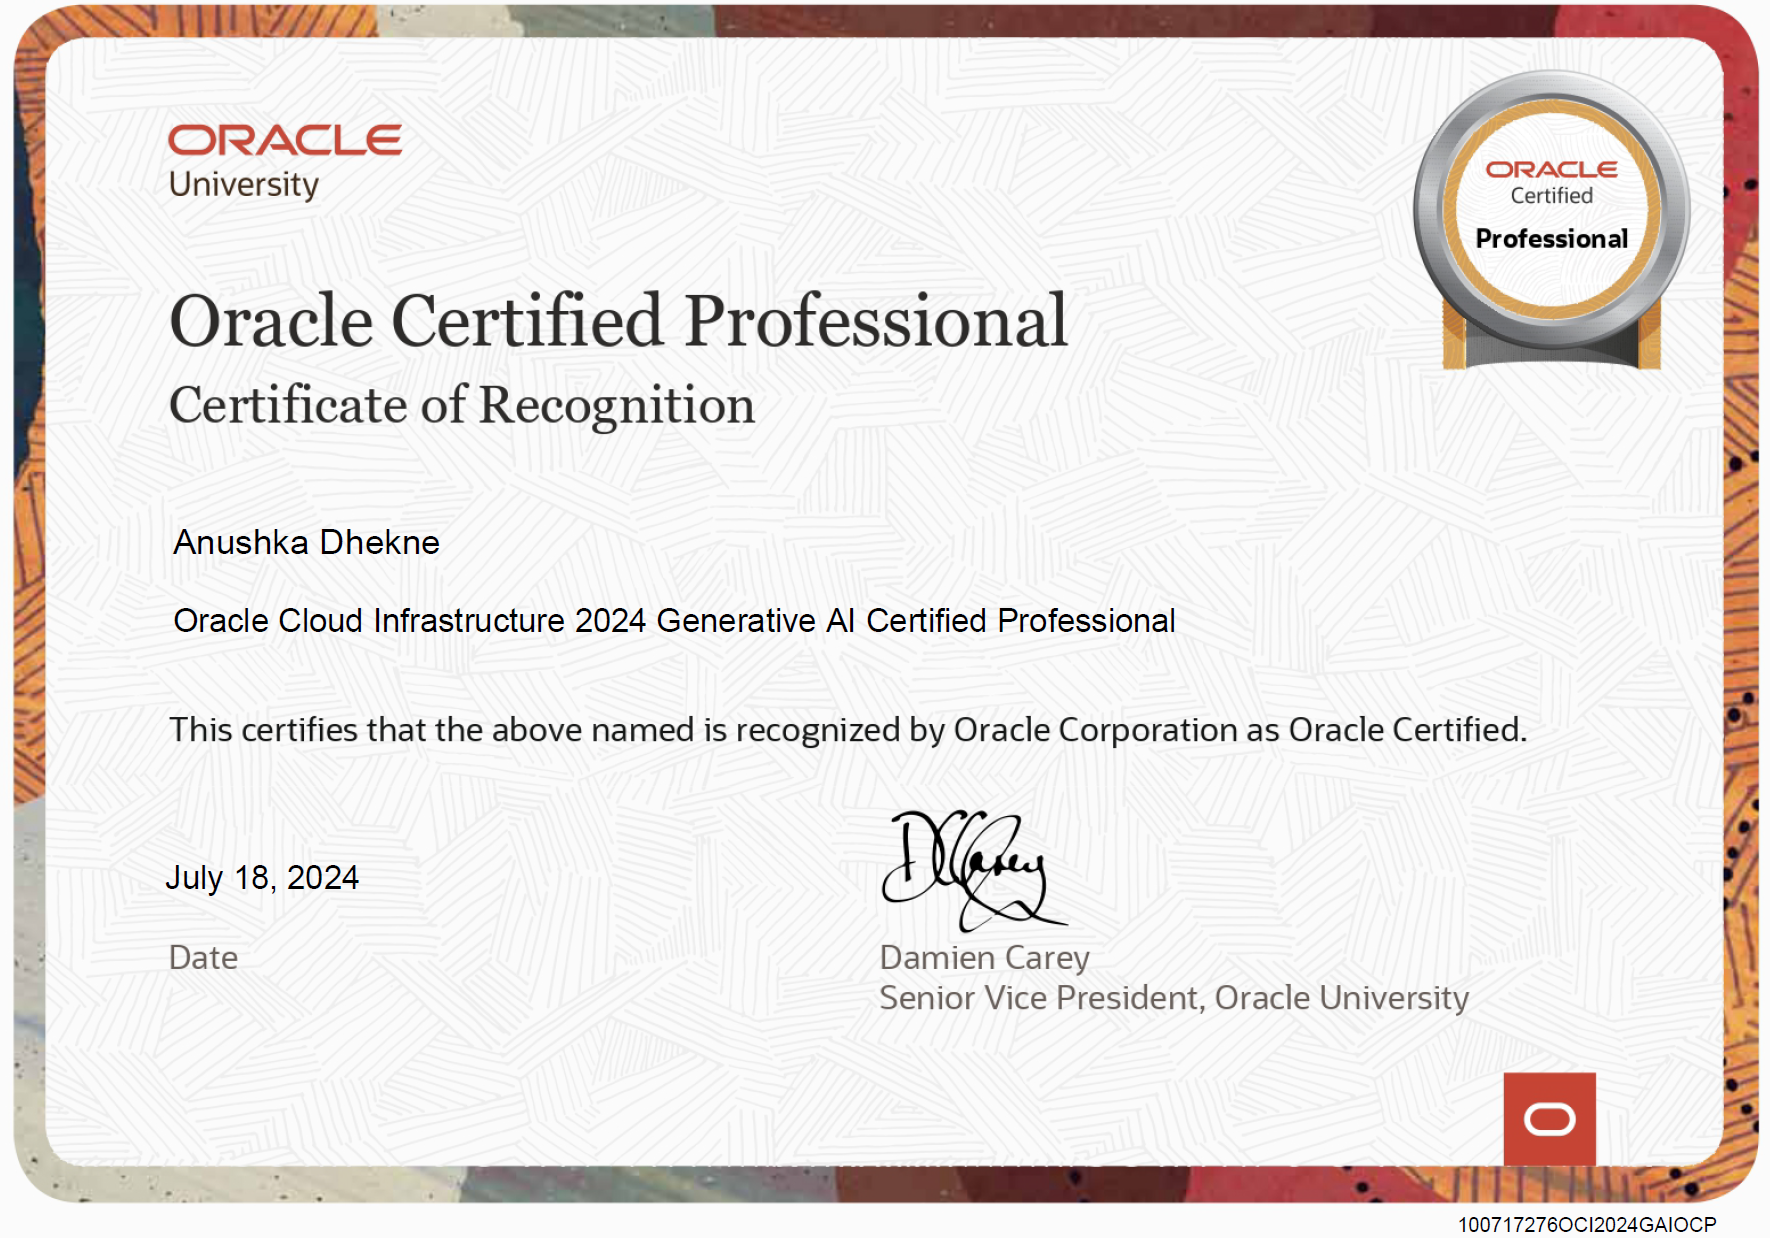 ORACLE
University
ORACLE
Certified
Professional
Oracle Certified Professional
Certificate of Recognition
Anushka Dhekne
Oracle Cloud Infrastructure 2024 Generative AI Certified Professional
This certifies that the above named is recognized by Oracle Corporation as Oracle Certified.
DCCarey
July 18, 2024
Date
Damien Carey
Senior Vice President, Oracle University
100717276OCI2024GAIOCP